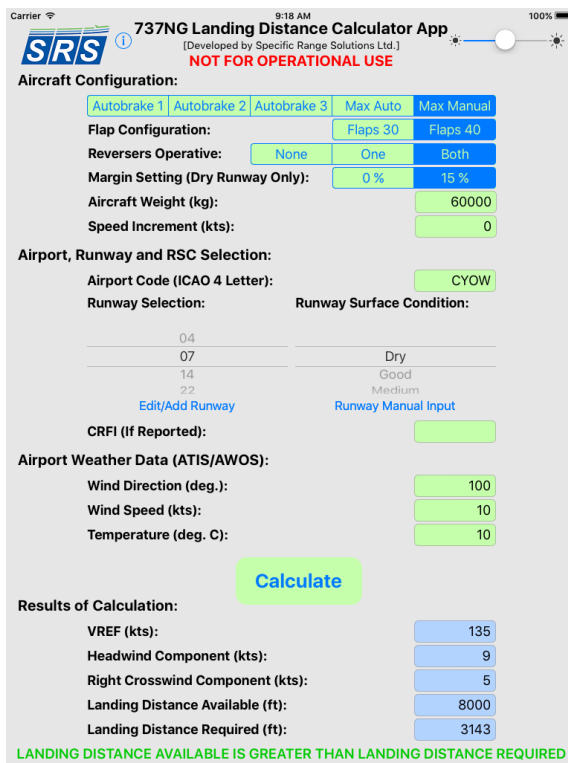 Carrier 9:18 AM 100%
SRS
737NG Landing Distance Calculator App
[Developed by Specific Range Solutions Ltd.]
NOT FOR OPERATIONAL USE
Aircraft Configuration:
Autobrake 1 Autobrake 2 Autobrake 3 Max Auto Max Manual
Flap Configuration: Flaps 30 Flaps 40
Reversers Operative: None One Both
Margin Setting (Dry Runway Only): 0 % 15 %
Aircraft Weight (kg): 60000
Speed Increment (kts): 0
Airport, Runway and RSC Selection:
Airport Code (ICAO 4 Letter): CYOW
Runway Selection: Runway Surface Condition:
04
07 Dry
14 Good
22 Medium
Edit/Add Runway Runway Manual Input
CRFI (If Reported):
Airport Weather Data (ATIS/AWOS):
Wind Direction (deg.): 100
Wind Speed (kts): 10
Temperature (deg. C): 10
Calculate
Results of Calculation:
VREF (kts): 135
Headwind Component (kts): 9
Right Crosswind Component (kts): 5
Landing Distance Available (ft): 8000
Landing Distance Required (ft): 3143
LANDING DISTANCE AVAILABLE IS GREATER THAN LANDING DISTANCE REQUIRED